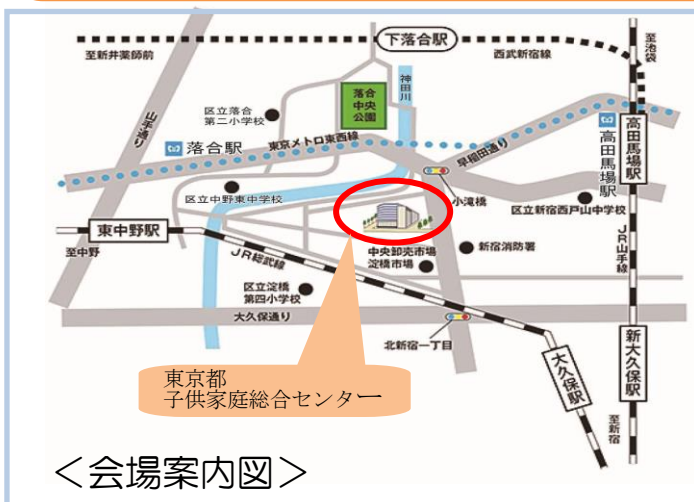 下落合駅
至新井薬師前
西武新宿線
至池袋
神田川
落合
中央
公園
山手通り
区立落合
第二小学校
落合駅
東京メトロ東西線
早稲田通り
高田馬場駅
高田馬場駅
小滝橋
区立中野東中学校
区立新宿西戸山中学校
東中野駅
至中野
JR総武線
中央卸売市場
淀橋市場
新宿消防署
JR山手線
区立淀橋
第四小学校
大久保通り
北新宿一丁目
大久保駅
新大久保駅
至新宿
東京都
子供家庭総合センター
<会場案内図>